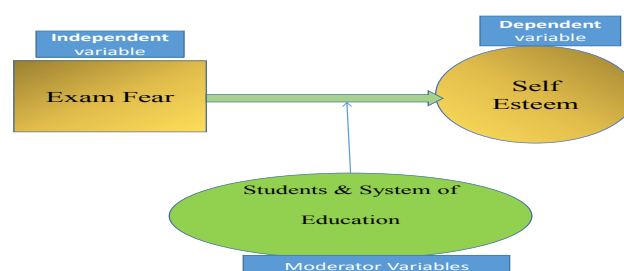 Independent
variable
Dependent
variable
Exam Fear
Self
Esteem
Students & System of
Education
Moderator Variables